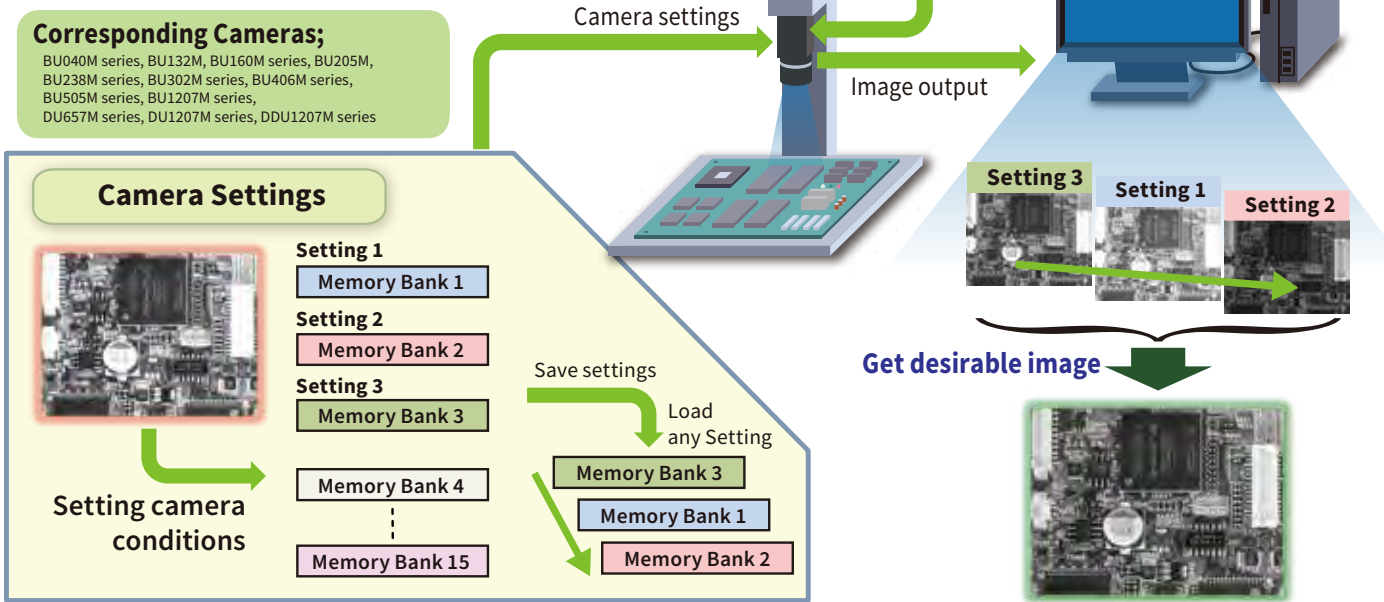 Corresponding Cameras;
BU040M series, BU132M, BU160M series, BU205M,
BU238M series, BU302M series, BU406M series,
BU505M series, BU1207M series,
DU657M series, DU1207M series, DDU1207M series
Camera settings
Image output
Camera Settings
Setting 1
Memory Bank 1
Setting 2
Memory Bank 2
Setting 3
Memory Bank 3
Memory Bank 4
Memory Bank 15
Setting camera
conditions
Save settings
Load
any Setting
Memory Bank 3
Memory Bank 1
Memory Bank 2
Setting 3
Setting 1
Setting 2
Get desirable image